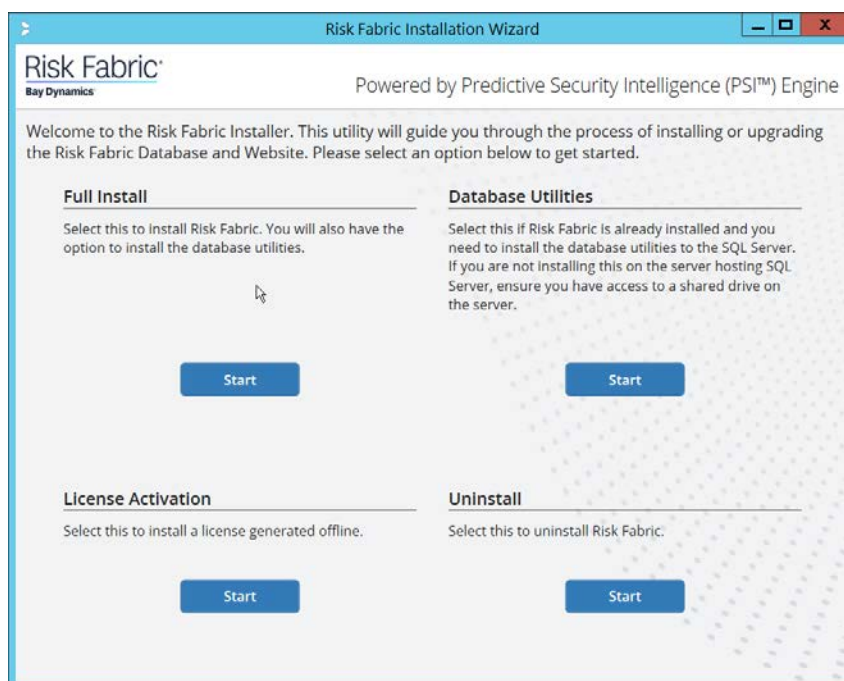 Risk Fabric Installation Wizard
Risk Fabric
Bay Dynamics
Powered by Predictive Security Intelligence (PSI™) Engine
Welcome to the Risk Fabric Installer. This utility will guide you through the process of installing or upgrading
the Risk Fabric Database and Website. Please select an option below to get started.
Full Install
Select this to install Risk Fabric. You will also have the
option to install the database utilities.
Start
Database Utilities
Select this if Risk Fabric is already installed and you
need to install the database utilities to the SQL Server.
If you are not installing this on the server hosting SQL
Server, ensure you have access to a shared drive on
the server.
Start
License Activation
Select this to install a license generated offline.
Start
Uninstall
Select this to uninstall Risk Fabric.
Start